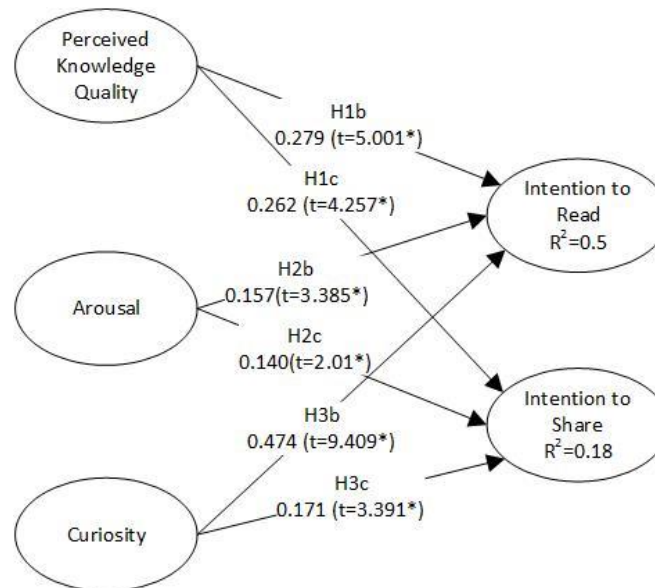 Perceived
Knowledge
Quality
H1b
0.279 (t=5.001*)
H1c
0.262 (t=4.257*)
Intention to
Read
R²=0.5
H2b
0.157(t=3.385*)
Arousal
H2c
0.140(t=2.01*)
Intention to
Share
R²=0.18
H3b
0.474 (t=9.409*)
H3c
0.171 (t=3.391*)
Curiosity